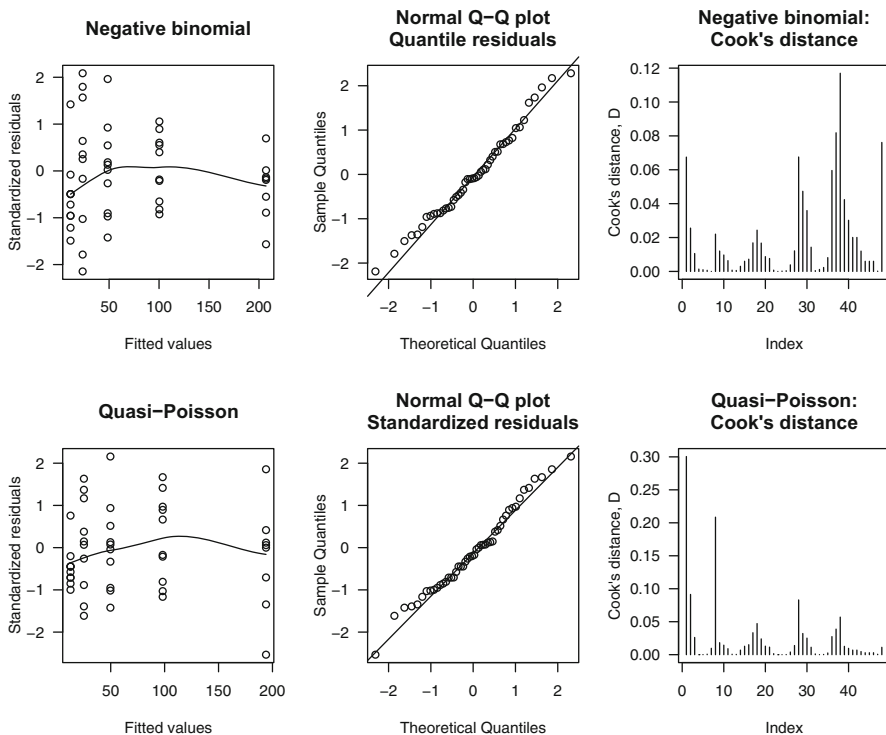 Negative binomial
Standardized residuals
2
1
0
−1
−2
0
50
100
150
200
Fitted values
Normal Q−Q plot
Quantile residuals
Sample Quantiles
2
1
0
−1
−2
−2
−1
0
1
2
Theoretical Quantiles
Negative binomial:
Cook's distance
Cook's distance, D
0.12
0.10
0.08
0.06
0.04
0.02
0.00
0
10
20
30
40
Index
Quasi−Poisson
Standardized residuals
2
1
0
−1
−2
50
100
150
200
Fitted values
Normal Q−Q plot
Standardized residuals
Sample Quantiles
2
1
0
−1
−2
−2
−1
0
1
2
Theoretical Quantiles
Quasi−Poisson:
Cook's distance
Cook's distance, D
0.30
0.25
0.20
0.15
0.10
0.05
0.00
0
10
20
30
40
Index